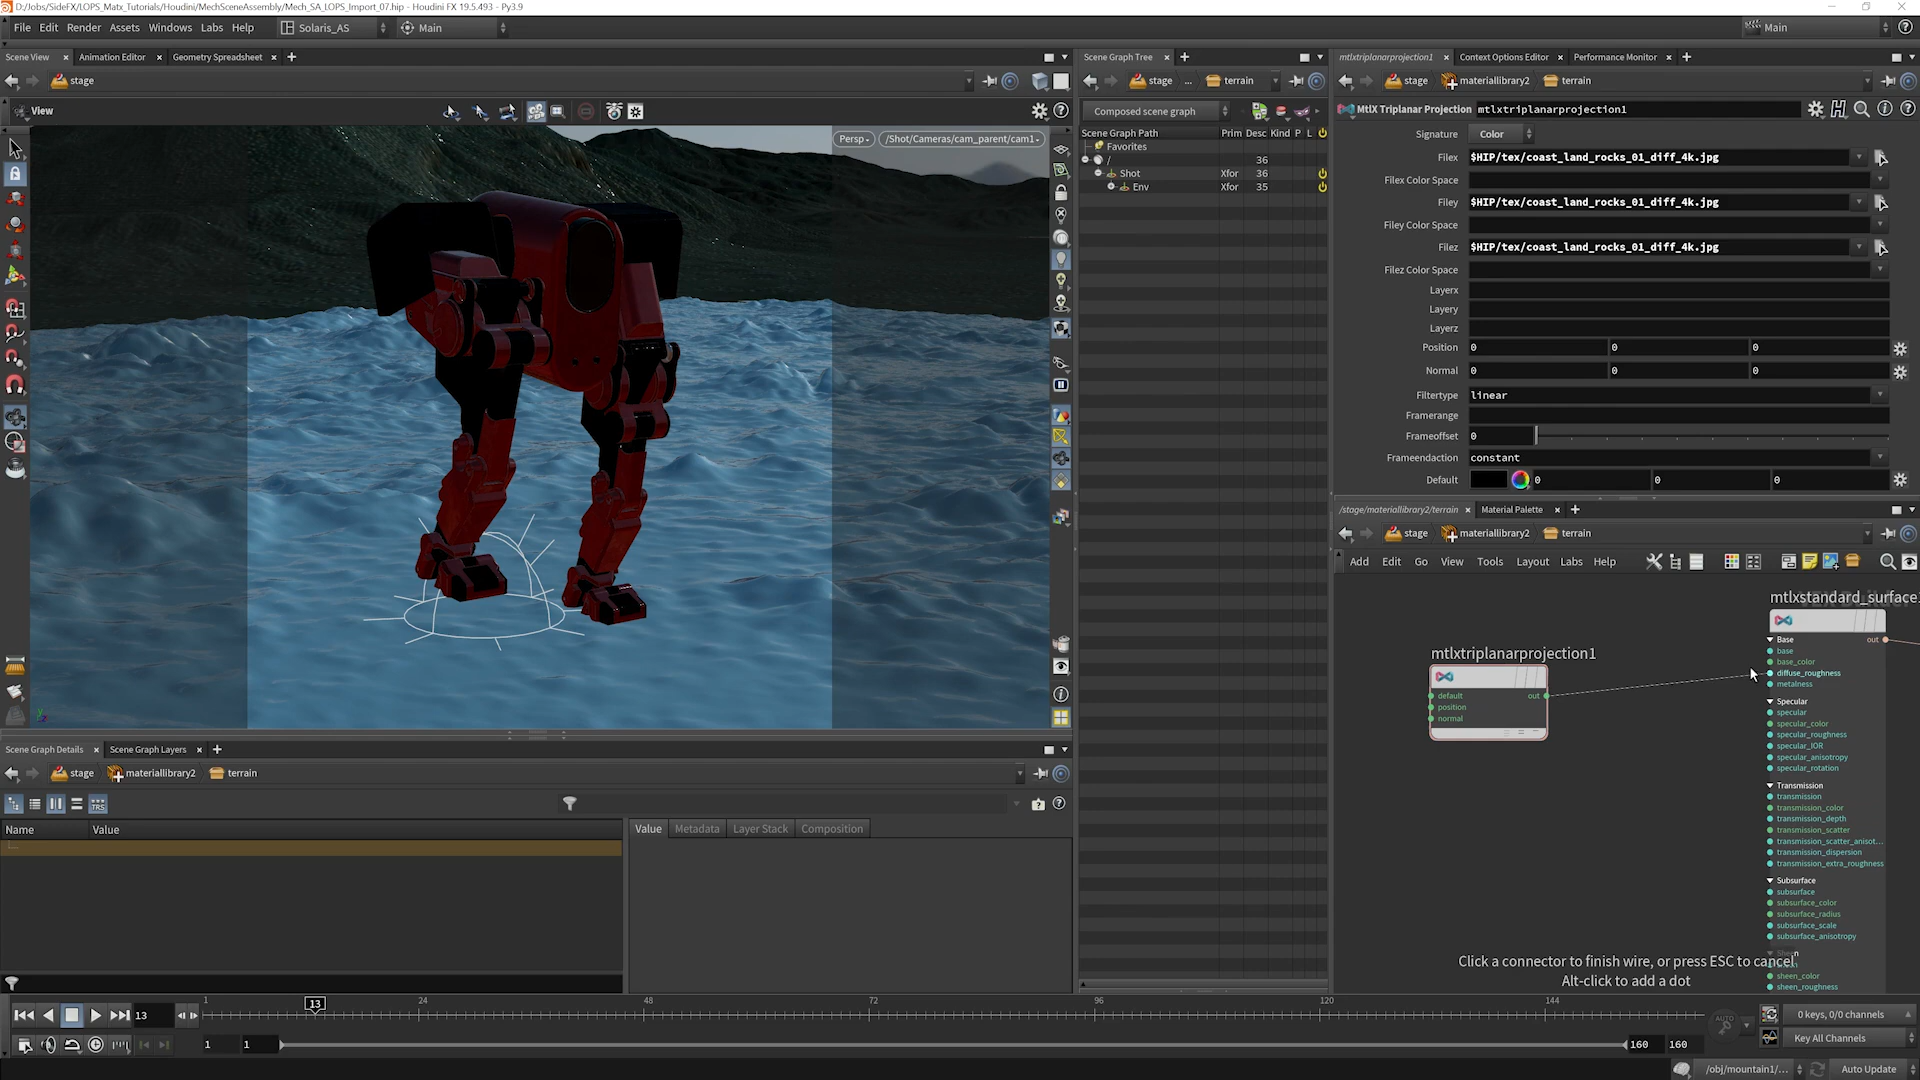 D:/Jobs/SideFX/LOPS_Matx_Tutorials/Houdini/MechSceneAssembly/Mech_SA_LOPS_Import_07.hip - Houdini FX 19.5.493 - Py3.9
File Edit Render Assets Windows Labs Help Solaris_AS Main Main
Scene View Animation Editor Geometry Spreadsheet
stage
View
Persp /Shot/Cameras/cam_parent/cam1
Scene Graph Tree
stage ... terrain
Composed scene graph
Scene Graph Path Prim Desc Kind P L
Favorites
/ 36
Shot Xfor 36
Env Xfor 35
mtlxtriplanarprojection1 Context Options Editor Performance Monitor
stage materiallibrary2 terrain
MtlX Triplanar Projection mtlxtriplanarprojection1
Signature Color
Filex $HIP/tex/coast_land_rocks_01_diff_4k.jpg
Filex Color Space
Filey $HIP/tex/coast_land_rocks_01_diff_4k.jpg
Filey Color Space
Filez $HIP/tex/coast_land_rocks_01_diff_4k.jpg
Filez Color Space
Layerx
Layery
Layerz
Position 0 0 0
Normal 0 0 0
Filtertype linear
Framerange
Frameoffset 0
Frameendaction constant
Default 0 0 0
/stage/materiallibrary2/terrain Material Palette
stage materiallibrary2 terrain
Add Edit Go View Tools Layout Labs Help
mtlxstandard_surface1
mtlxtriplanarprojection1
default out
position
normal
Base out
base
base_color
diffuse_roughness
metalness
Specular
specular
specular_color
specular_roughness
specular_IOR
specular_anisotropy
specular_rotation
Transmission
transmission
transmission_color
transmission_depth
transmission_scatter
transmission_scatter_anisot...
transmission_dispersion
transmission_extra_roughness
Subsurface
subsurface
subsurface_color
subsurface_radius
subsurface_scale
subsurface_anisotropy
sheen_color
sheen_roughness
Click a connector to finish wire, or press ESC to cancel
Alt-click to add a dot
Scene Graph Details Scene Graph Layers
stage materiallibrary2 terrain
Name Value
Value Metadata Layer Stack Composition
1 13 24 48 72 96 120 144
13
1 1 160 160
AUTO
0 keys, 0/0 channels
Key All Channels
/obj/mountain1/... Auto Update